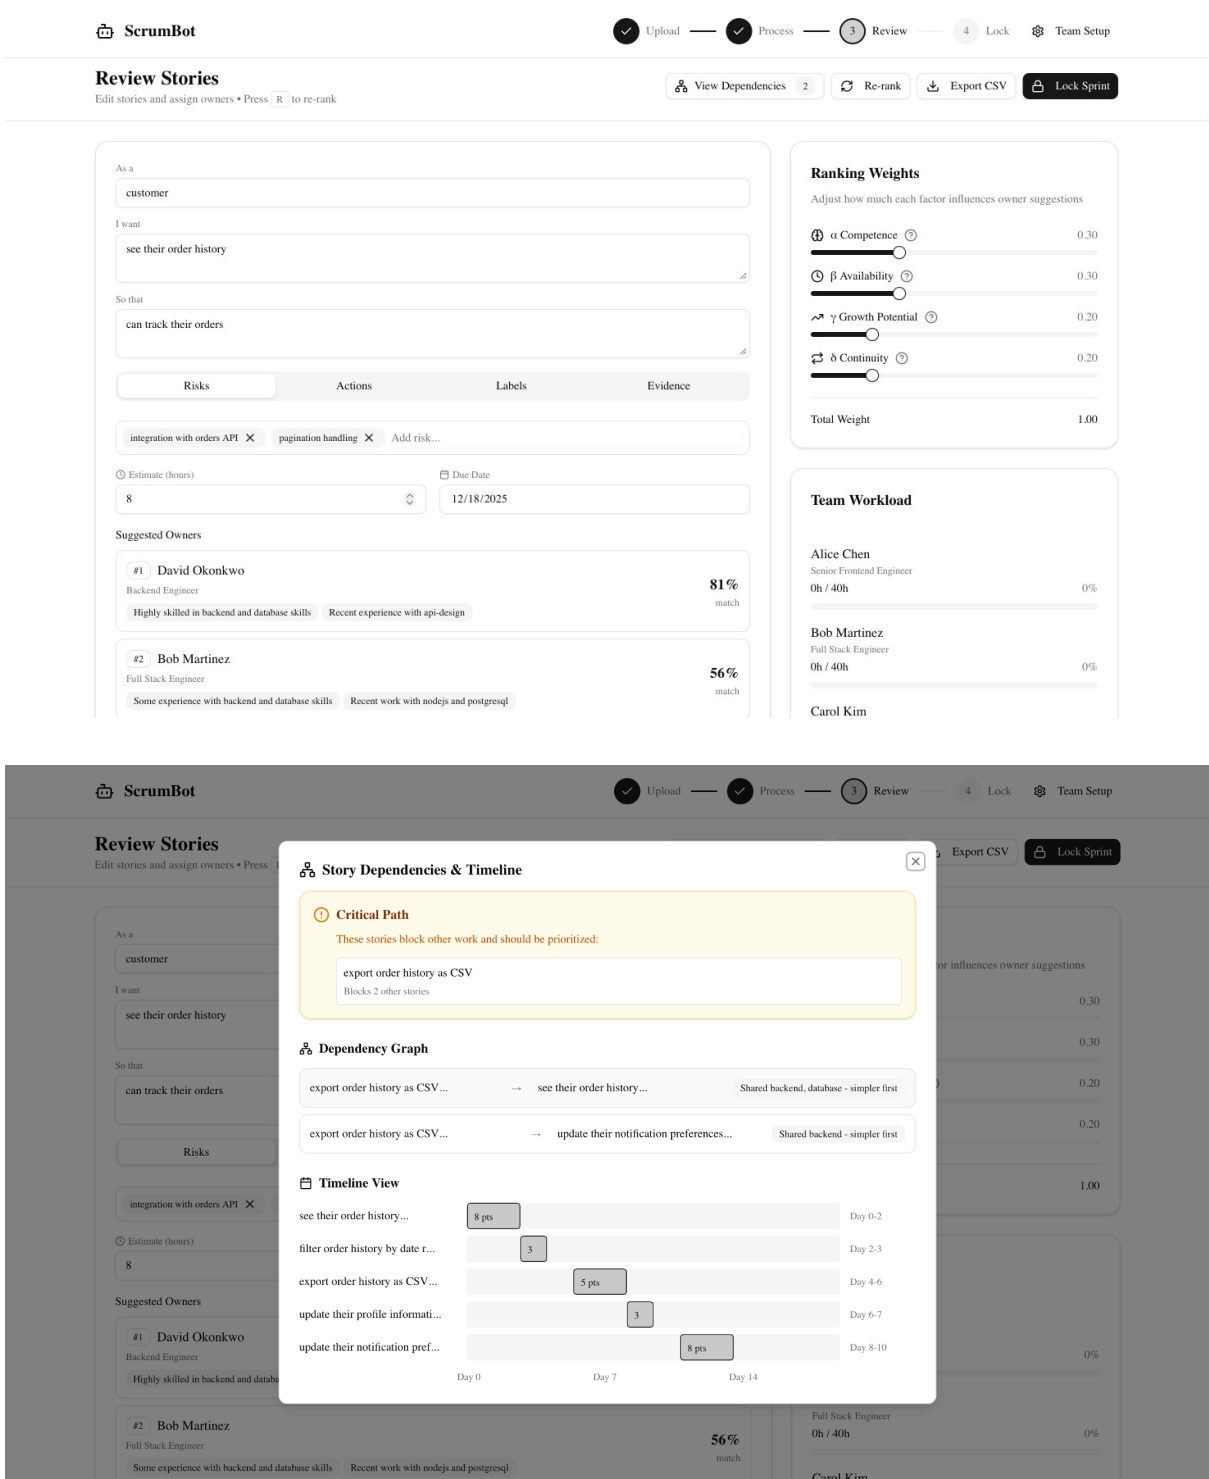 ScrumBot
Upload
Process
3 Review
4 Lock
Team Setup
Review Stories
Edit stories and assign owners • Press R to re-rank
View Dependencies 2
Re-rank
Export CSV
Lock Sprint
As a
customer
I want
see their order history
So that
can track their orders
Risks Actions Labels Evidence
integration with orders API pagination handling Add risk...
Estimate (hours) Due Date
8 12/18/2025
Suggested Owners
#1 David Okonkwo
Backend Engineer
Highly skilled in backend and database skills Recent experience with api-design
81%
match
#2 Bob Martinez
Full Stack Engineer
Some experience with backend and database skills Recent work with nodejs and postgresql
56%
match
Ranking Weights
Adjust how much each factor influences owner suggestions
α Competence 0.30
β Availability 0.30
γ Growth Potential 0.20
δ Continuity 0.20
Total Weight 1.00
Team Workload
Alice Chen
Senior Frontend Engineer
0h / 40h 0%
Bob Martinez
Full Stack Engineer
0h / 40h 0%
Carol Kim
ScrumBot
Upload
Process
3 Review
4 Lock
Team Setup
Review Stories
Edit stories and assign owners • Press
Export CSV
Lock Sprint
As a
customer
I want
see their order history
So that
can track their orders
Risks
integration with orders API
Estimate (hours)
8
Suggested Owners
#1 David Okonkwo
Backend Engineer
Highly skilled in backend and
#2 Bob Martinez
Full Stack Engineer
Some experience with backend and database skills Recent work with nodejs and postgresql
56%
match
Story Dependencies & Timeline
Critical Path
These stories block other work and should be prioritized:
export order history as CSV
Blocks 2 other stories
Dependency Graph
export order history as CSV... → see their order history... Shared backend, database - simpler first
export order history as CSV... → update their notification preferences... Shared backend - simpler first
Timeline View
see their order history... 8 pts Day 0-2
filter order history by date r... 3 Day 2-3
export order history as CSV... 5 pts Day 4-6
update their profile informati... 3 Day 6-7
update their notification pref... 8 pts Day 8-10
Day 0 Day 7 Day 14
influences owner suggestions
0.30
0.30
0.20
0.20
1.00
0%
Full Stack Engineer
0h / 40h 0%
Carol Kim